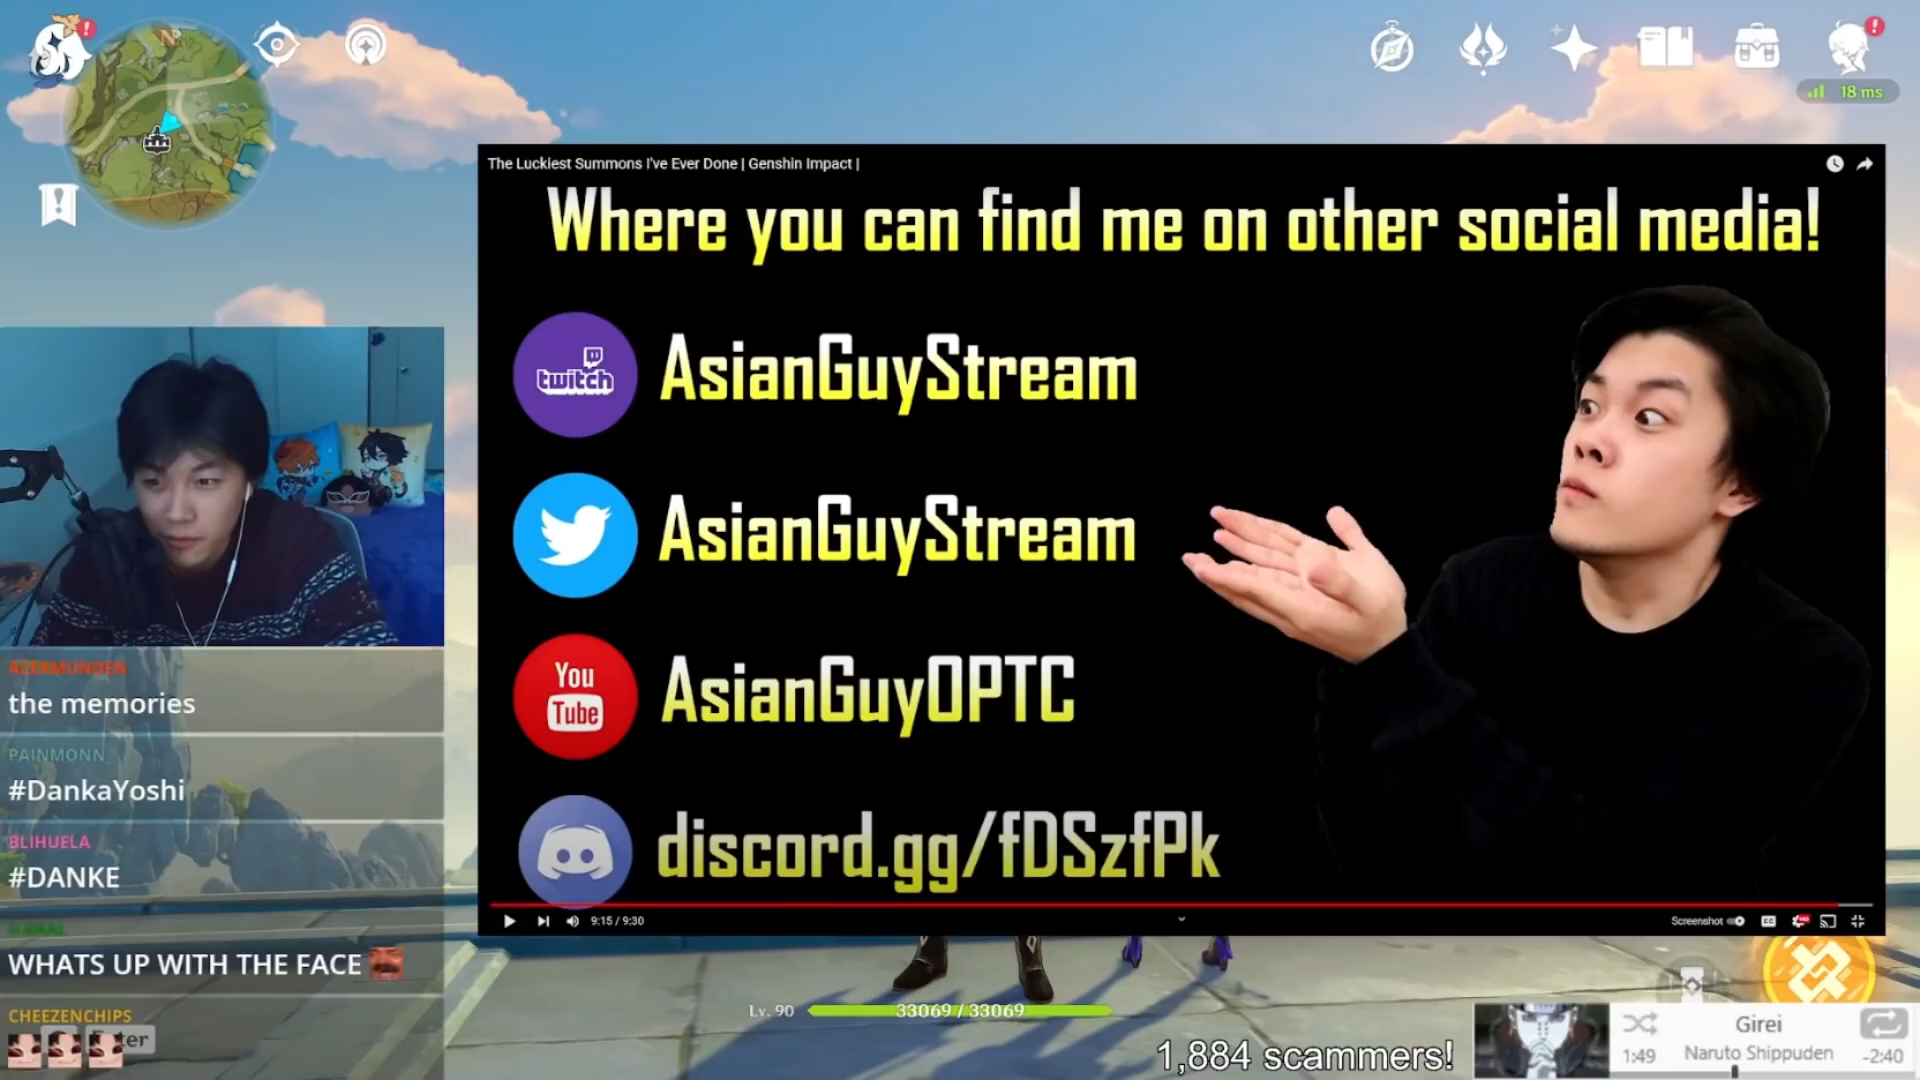 N
18 ms
The Luckiest Summons I've Ever Done | Genshin Impact |
Where you can find me on other social media!
twitch
AsianGuyStream
AsianGuyStream
You
Tube
AsianGuyOPTC
discord.gg/fDSzfPk
9:15 / 9:30
Screenshot
CC
HD
ALEXMUNDEN
the memories
PAINMONN
#DankaYoshi
BLIHUELA
#DANKE
WHATS UP WITH THE FACE
CHEEZENCHIPS
Lv. 90
33069 / 33069
1,884 scammers!
Girei
1:49
Naruto Shippuden
-2:40